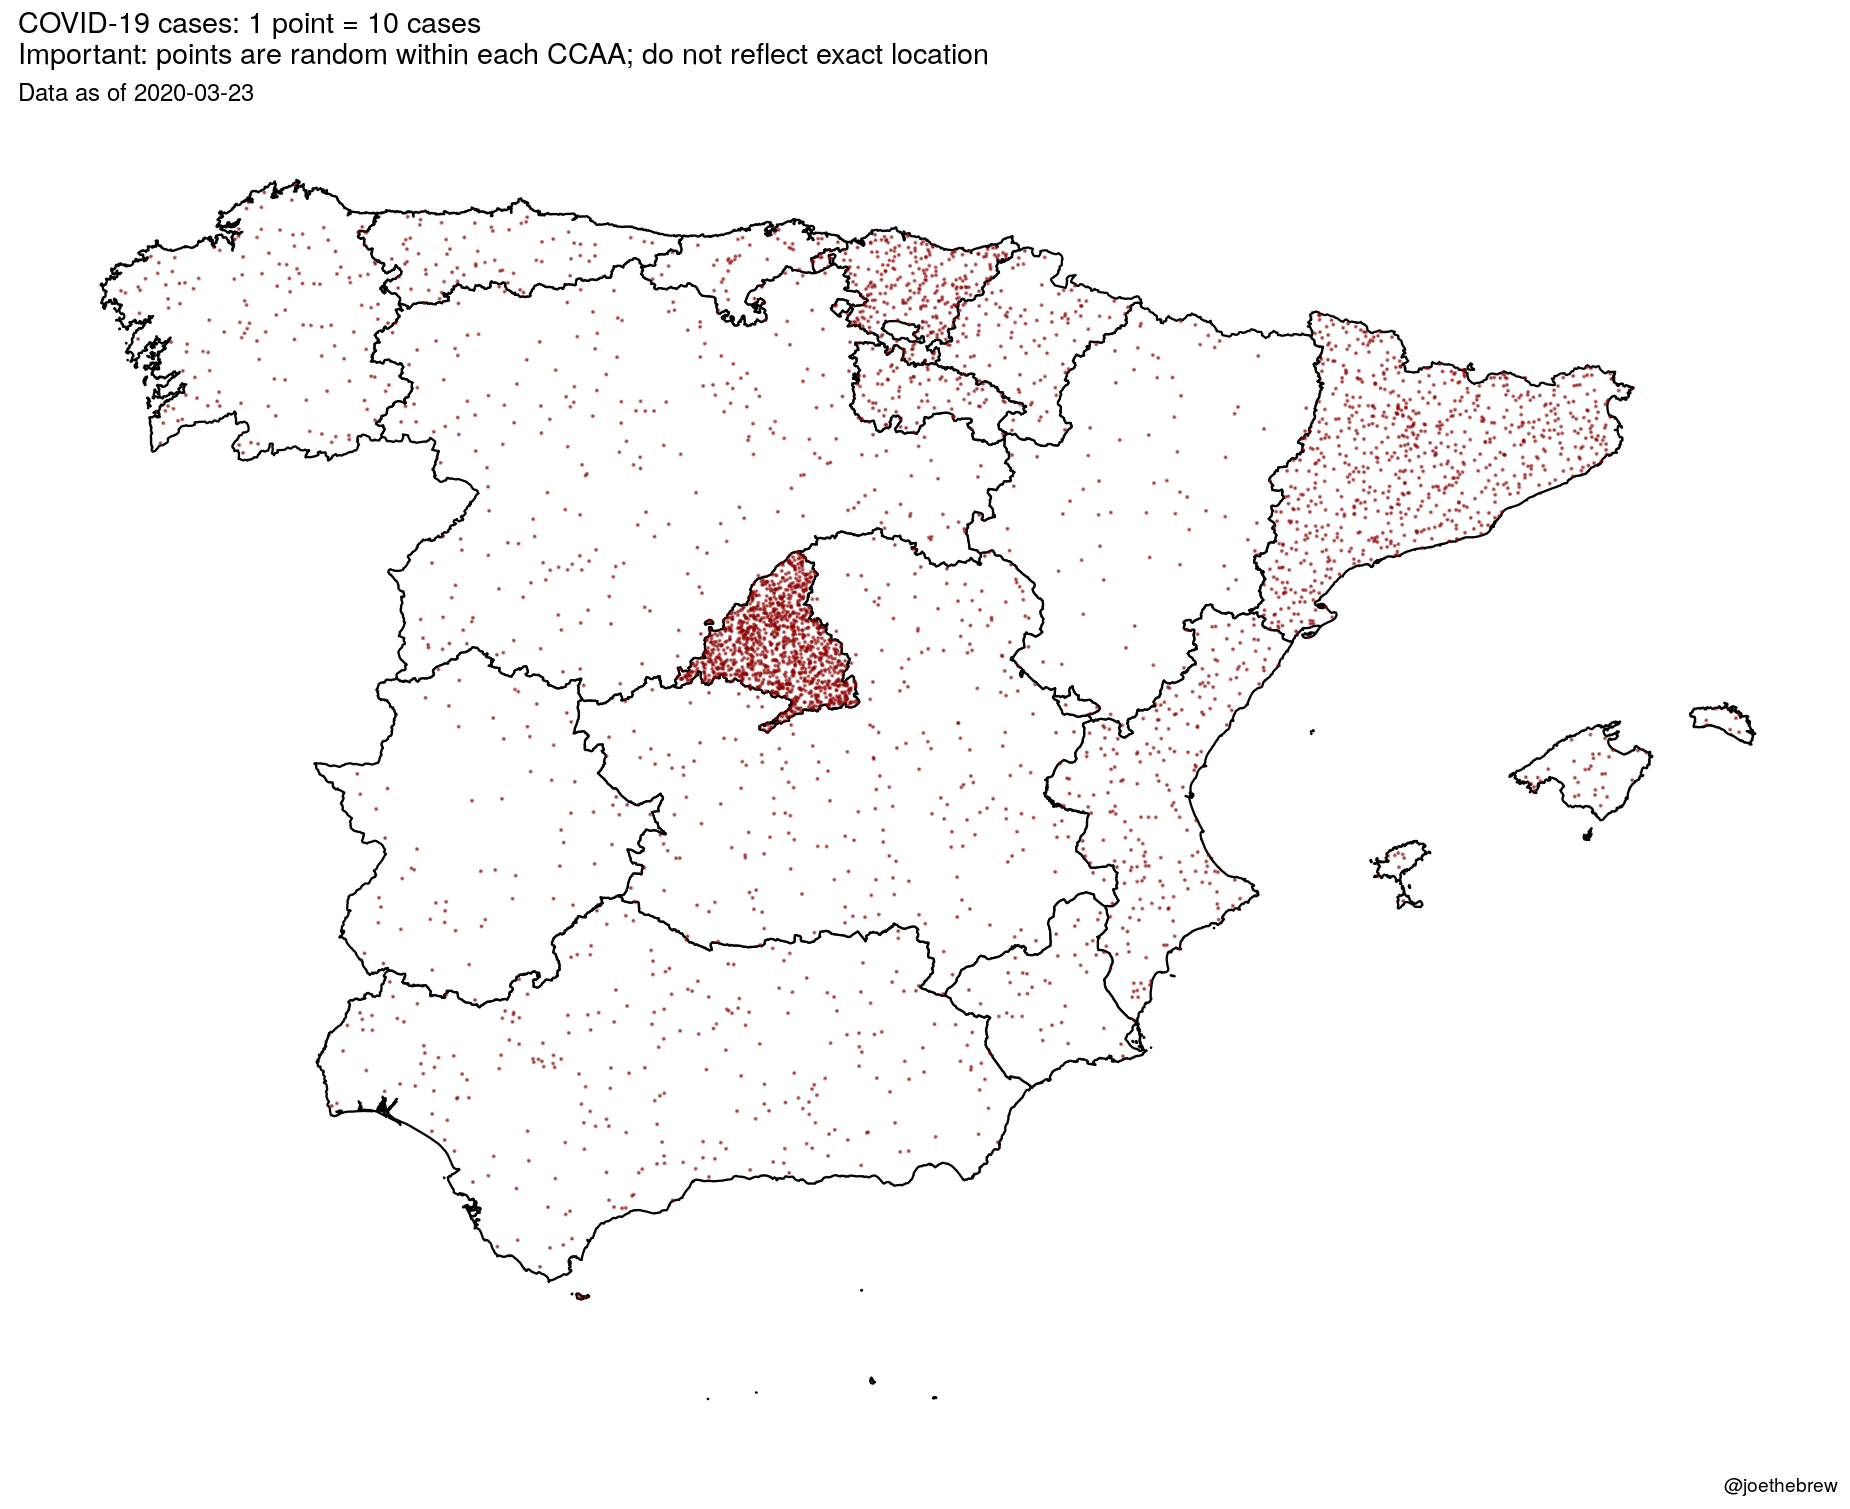 COVID-19 cases: 1 point = 10 cases
Important: points are random within each CCAA; do not reflect exact location
Data as of 2020-03-23
@joethebrew